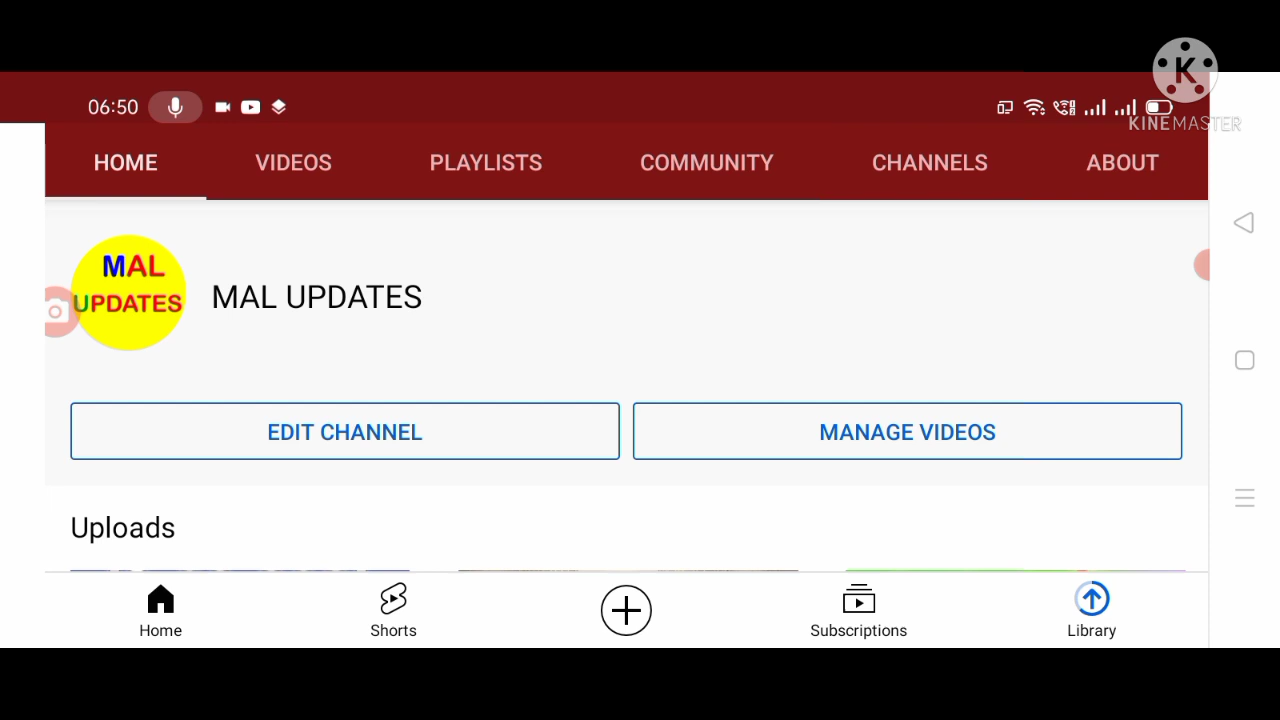 06:50
K
KINEMASTER
HOME VIDEOS PLAYLISTS COMMUNITY CHANNELS ABOUT
MAL
UPDATES
MAL UPDATES
EDIT CHANNEL MANAGE VIDEOS
Uploads
Home Shorts Subscriptions Library